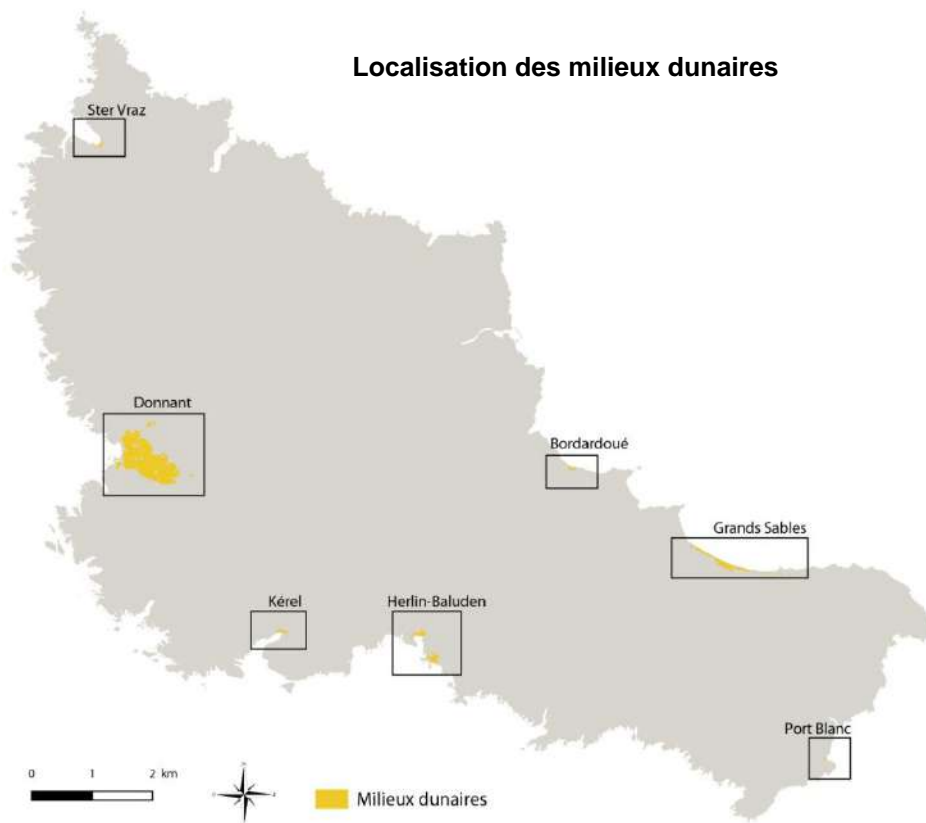 Localisation des milieux dunaires
Ster Vraz
Donnant
Bordardoué
Grands Sables
Kérel
Herlin-Baluden
Port Blanc
0 1 2 km
Milieux dunaires